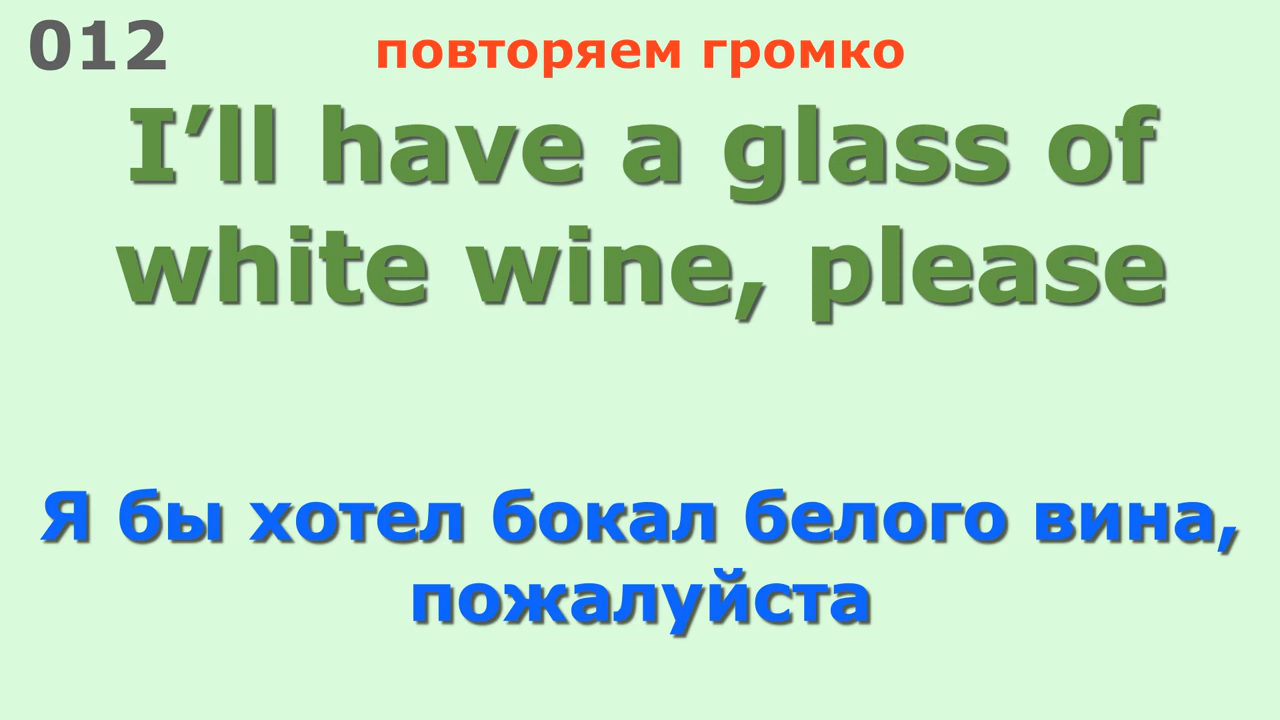 012
повторяем громко
I’ll have a glass of
white wine, please
Я бы хотел бокал белого вина,
пожалуйста